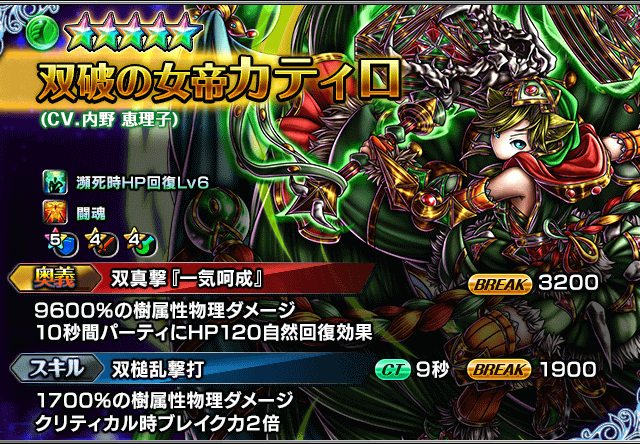 双破の女帝カティロ
(CV.内野 恵理子)
瀕死時HP回復Lv6
闘魂
5 4 4
奥義 双真撃『一気呵成』 BREAK 3200
9600%の樹属性物理ダメージ
10秒間パーティにHP120自然回復効果
スキル 双槌乱撃打 CT 9秒 BREAK 1900
1700%の樹属性物理ダメージ
クリティカル時ブレイク力2倍